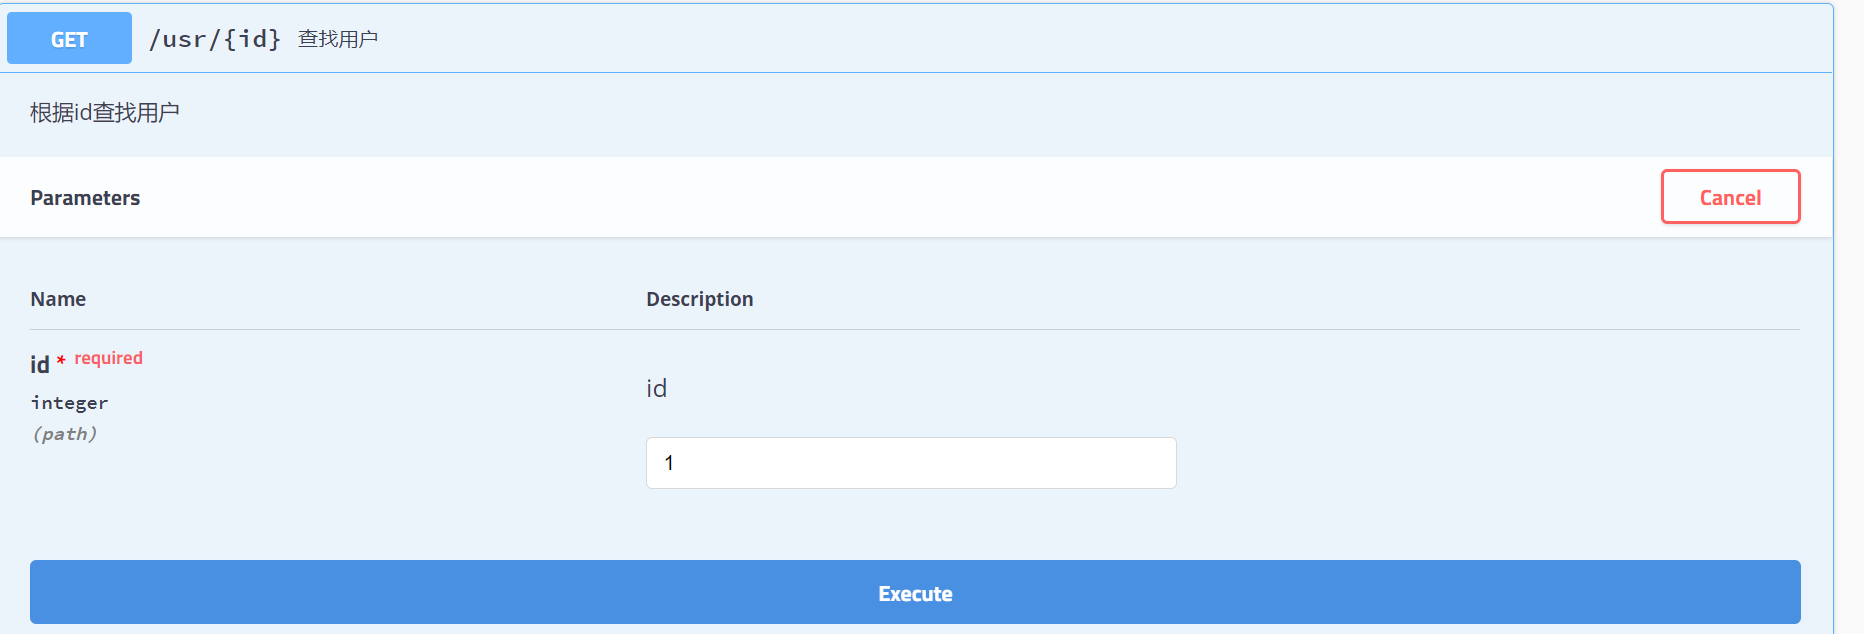 GET /usr/{id} 查找用户
根据id查找用户
Parameters
Cancel
Name Description
id * required
integer
(path)
id
1
Execute